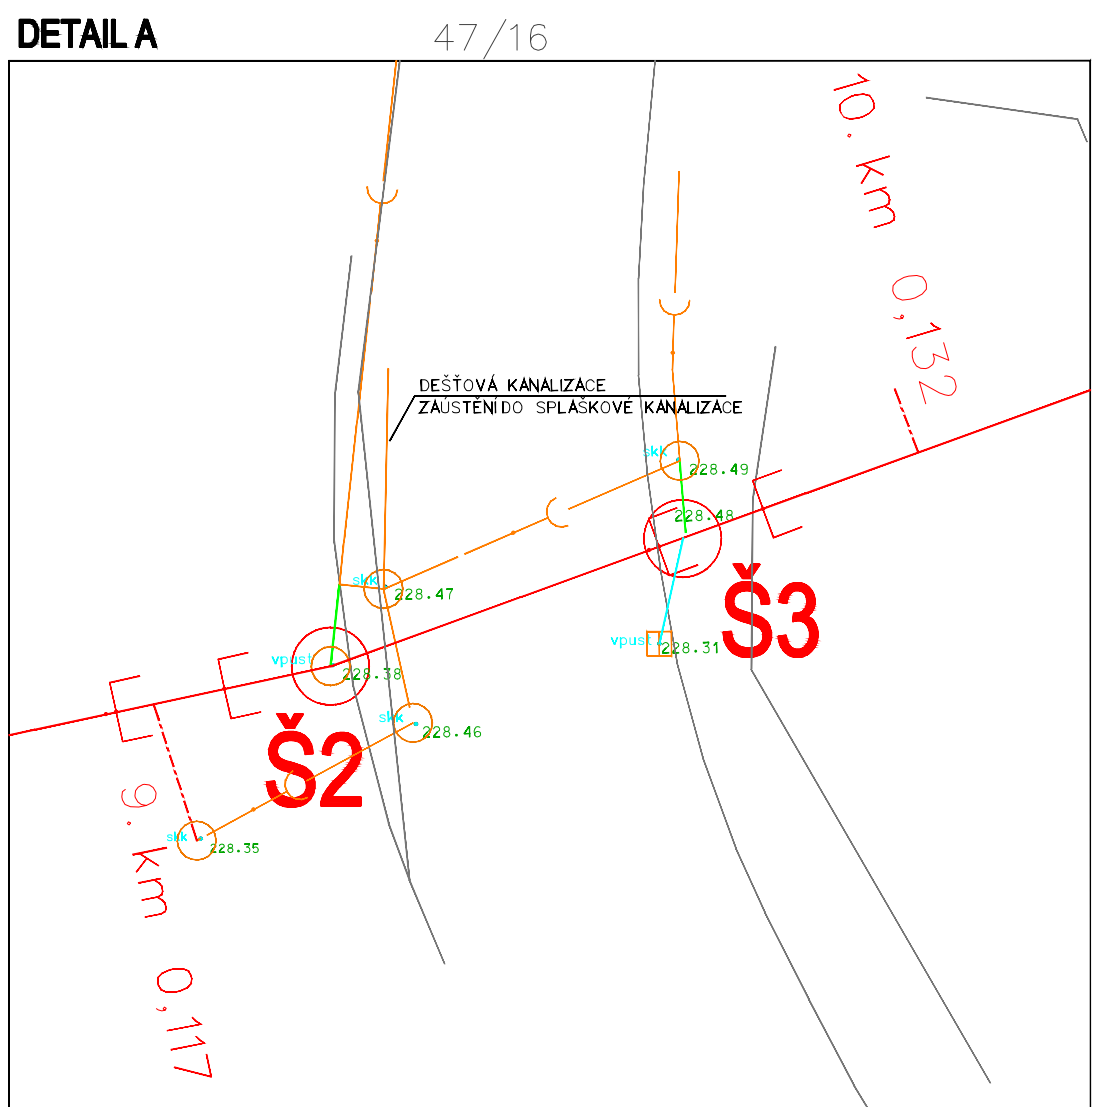 DETAIL A
47/16
10. km 0,132
DEŠŤOVÁ KANALIZACE
ZAÚSTĚNÍ DO SPLAŠKOVÉ KANALIZACE
skk
228.49
228.48
skk
228.47
Š3
vpust
228.31
vpust
228.38
skk
228.46
Š2
skk
228.35
9. km 0,117